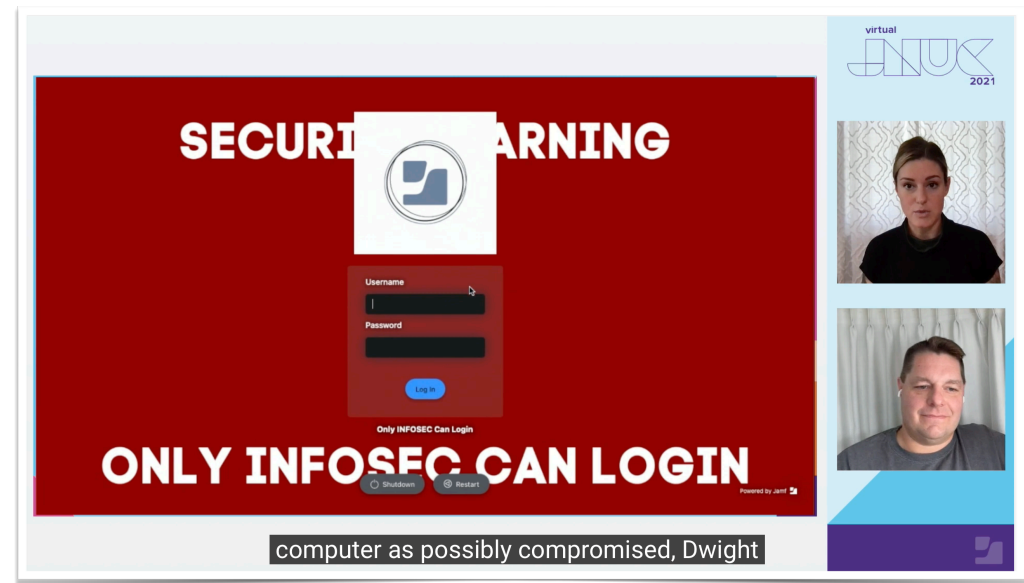 virtual
JNUC
2021
SECURI ARNING
Username
Password
Log in
Only INFOSEC Can Login
ONLY INFOSEC CAN LOGIN
Shutdown
Restart
Powered by Jamf
computer as possibly compromised, Dwight